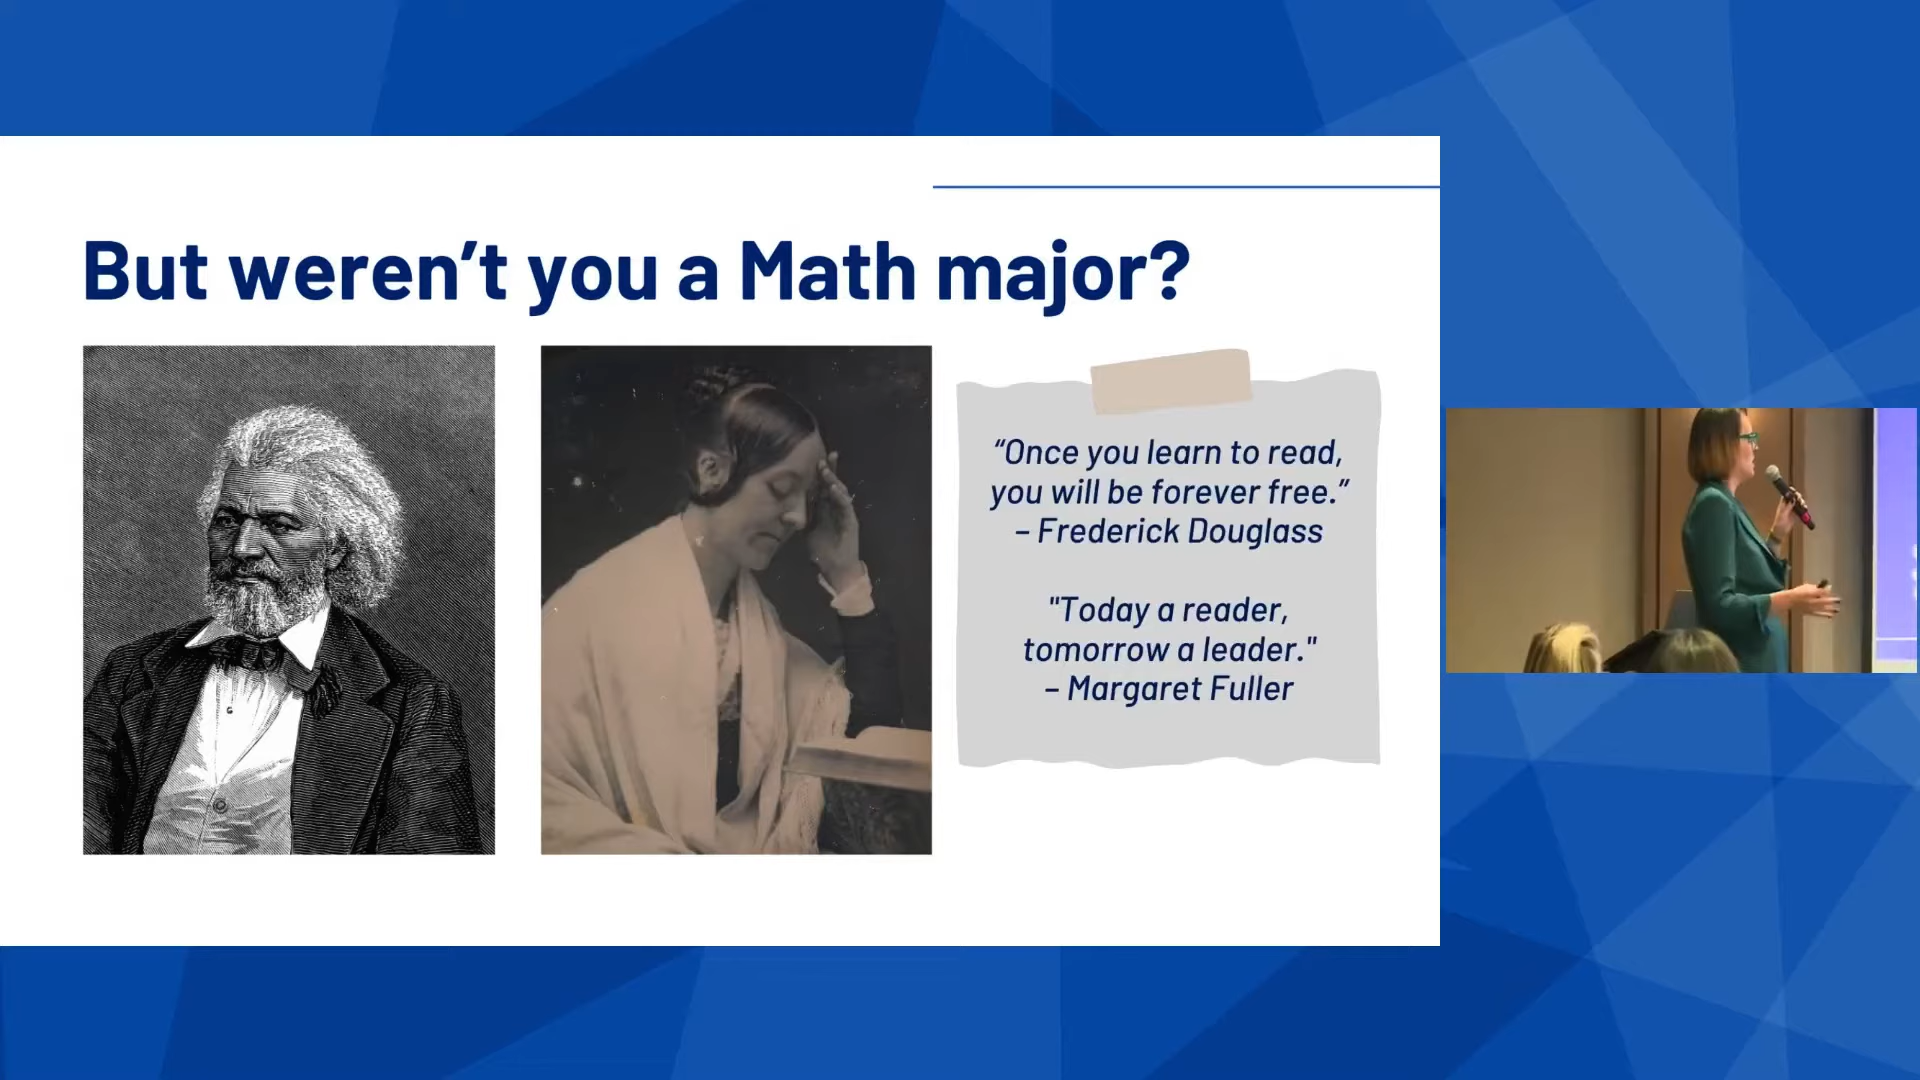 But weren’t you a Math major?
“Once you learn to read,
you will be forever free.”
– Frederick Douglass
"Today a reader,
tomorrow a leader."
– Margaret Fuller